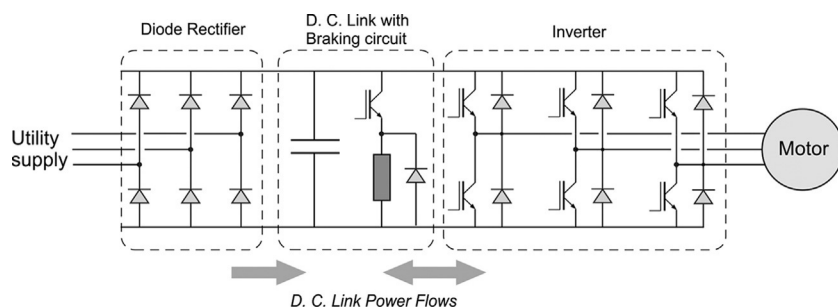 Diode Rectifier
D. C. Link with
Braking circuit
Inverter
Utility
supply
Motor
D. C. Link Power Flows